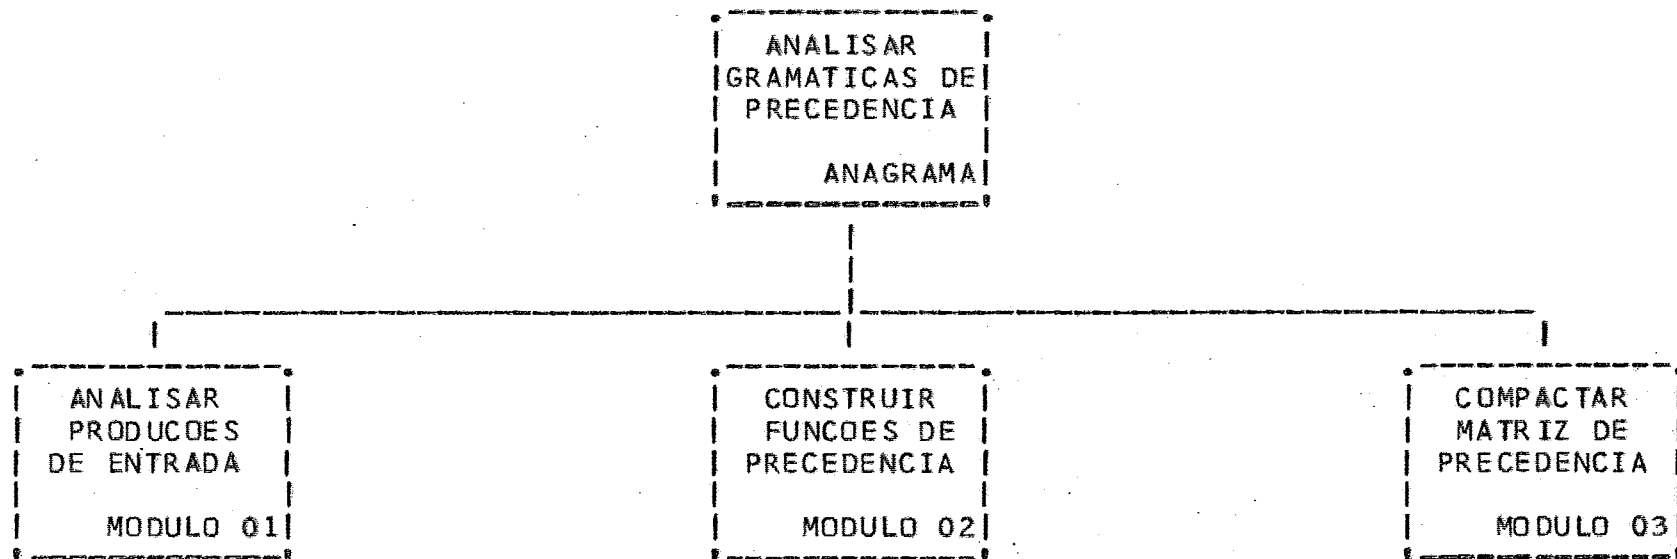 ANALISAR
GRAMATICAS DE
PRECEDENCIA
ANAGRAMA
ANALISAR
PRODUCOES
DE ENTRADA
MODULO 01
CONSTRUIR
FUNCOES DE
PRECEDENCIA
MODULO 02
COMPACTAR
MATRIZ DE
PRECEDENCIA
MODULO 03